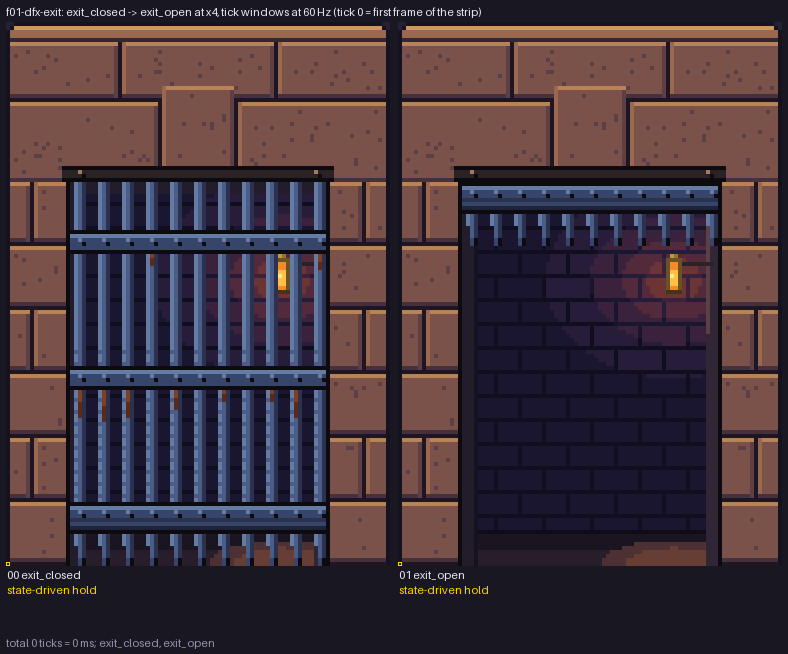 f01-dfx-exit: exit_closed -> exit_open at x4, tick windows at 60 Hz (tick 0 = first frame of the strip)
00 exit_closed
state-driven hold
01 exit_open
state-driven hold
total 0 ticks = 0 ms; exit_closed, exit_open